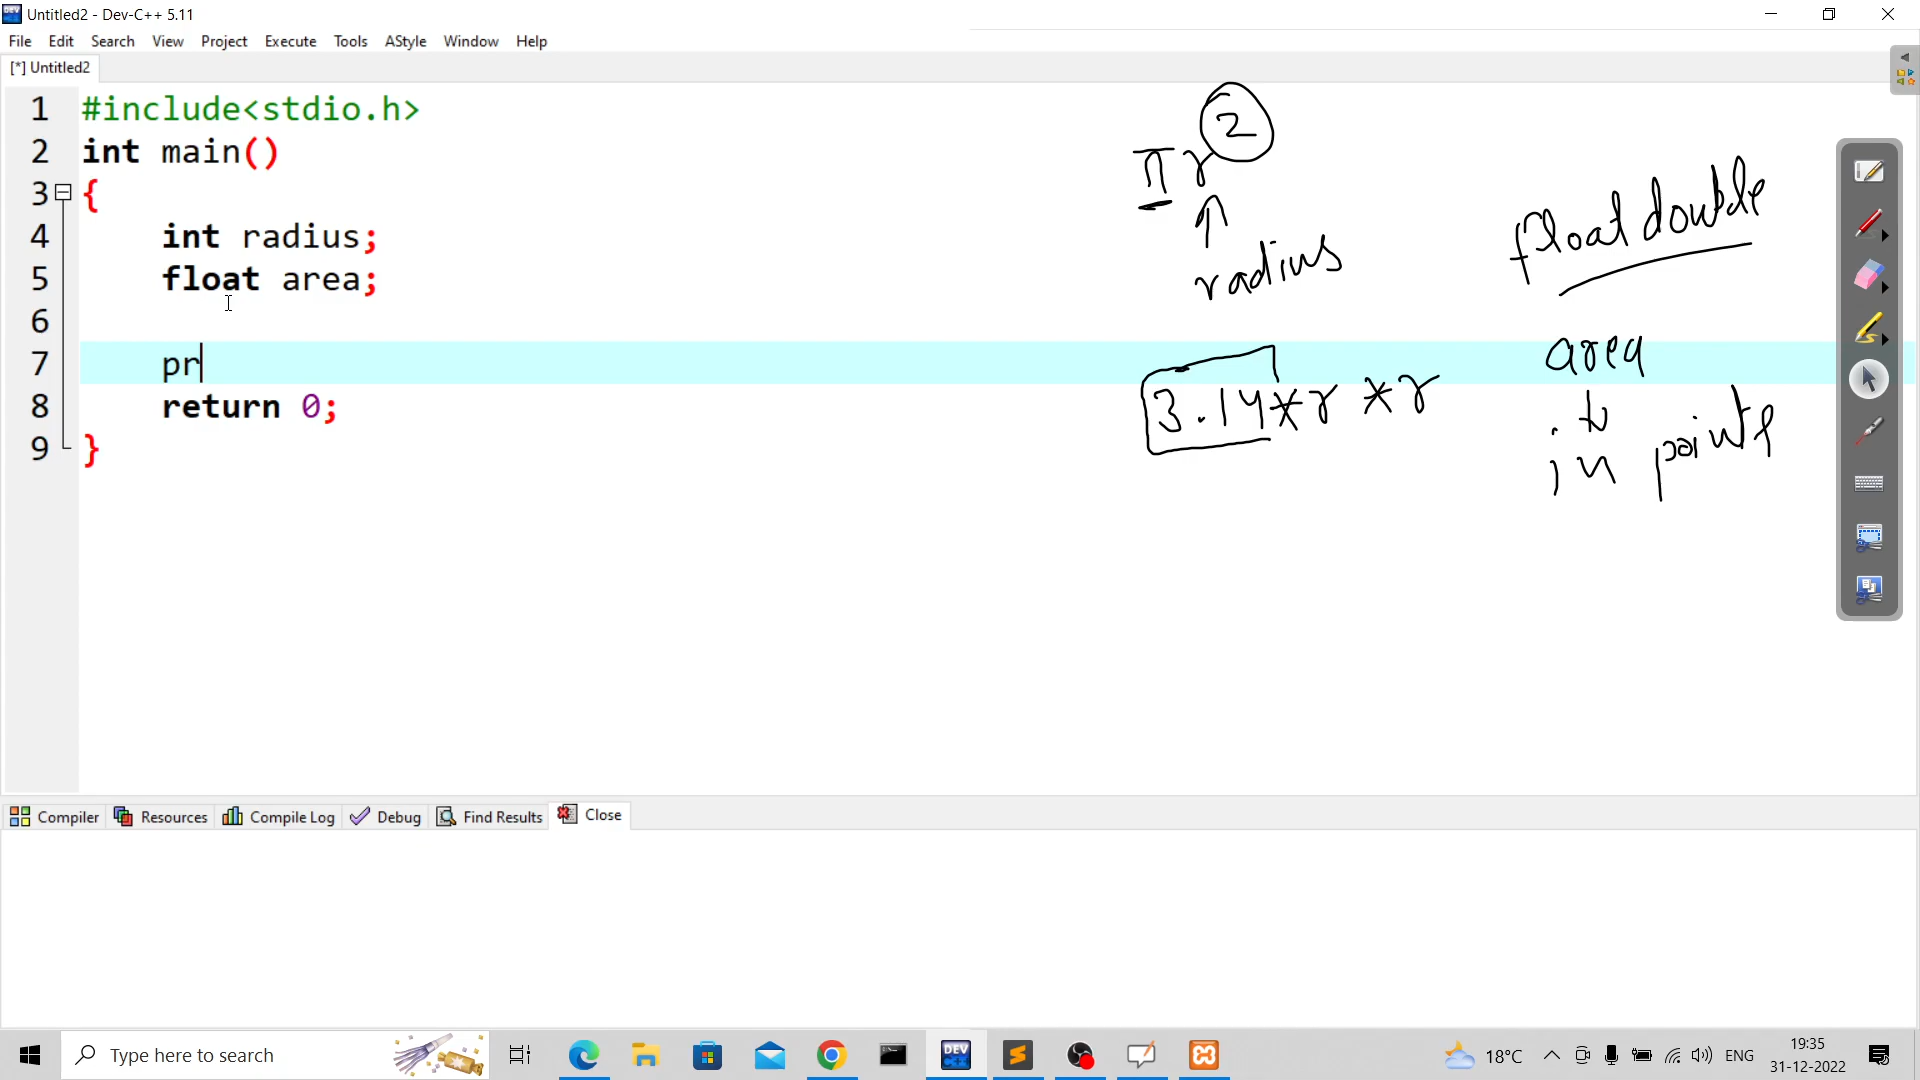 Untitled2 - Dev-C++ 5.11
File Edit Search View Project Execute Tools AStyle Window Help
[*] Untitled2
1 #include<stdio.h>
2 int main()
3 {
4 int radius;
5 float area;
6
7 pr
8 return 0;
9 }
πr²
radius
3.14*r *r
float double
area
in points
Compiler Resources Compile Log Debug Find Results Close
Type here to search
DEV
18°C
ENG
19:35
31-12-2022